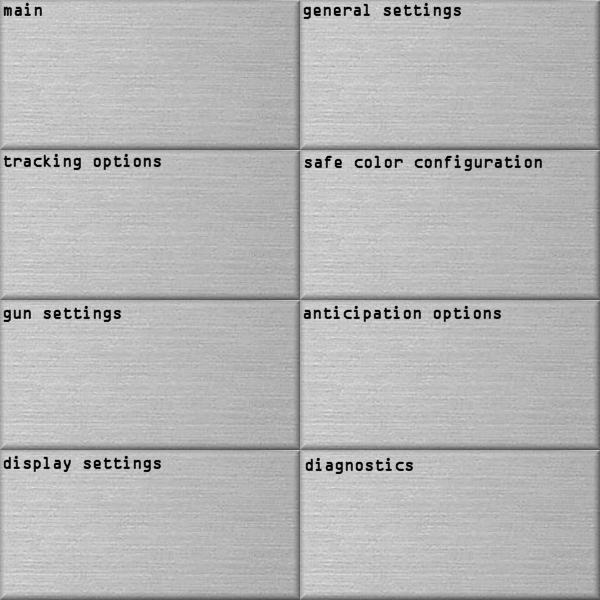 main
general settings
tracking options
safe color configuration
gun settings
anticipation options
display settings
diagnostics